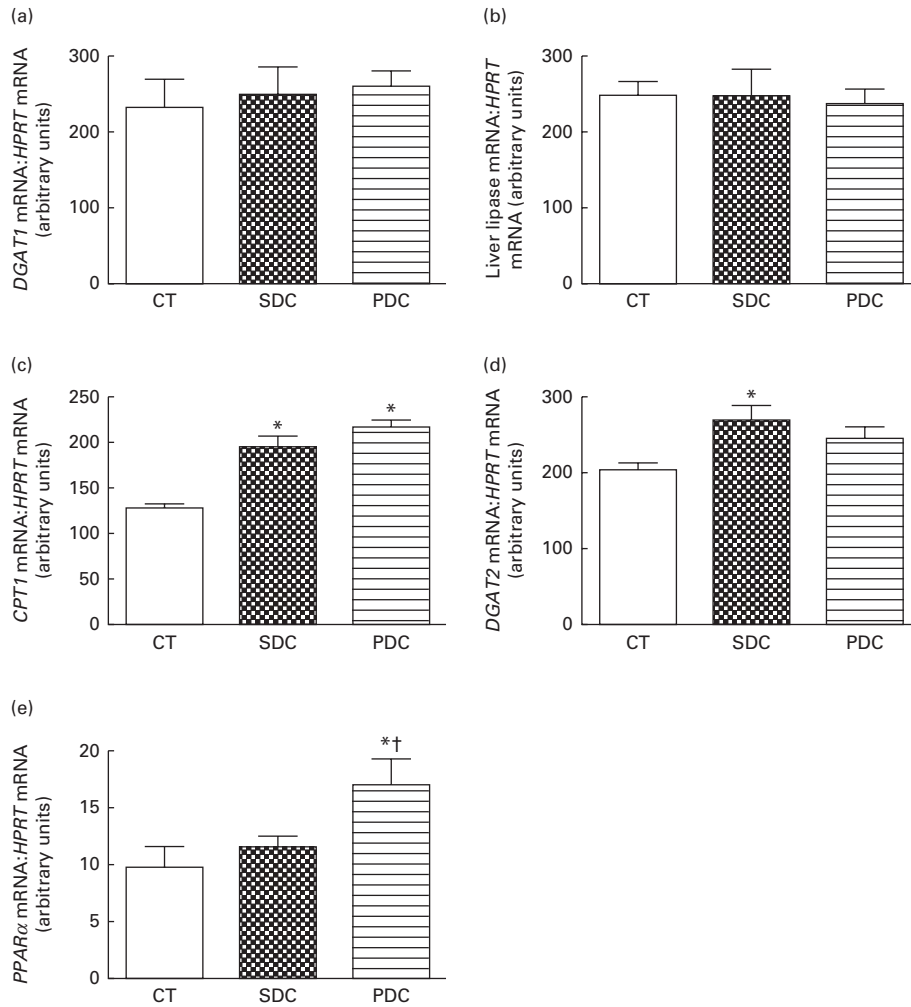 (a)
DGAT1 mRNA:HPRT mRNA
(arbitrary units)
300
200
100
0
CT SDC PDC
(b)
Liver lipase mRNA:HPRT
mRNA (arbitrary units)
300
200
100
0
CT SDC PDC
(c)
CPT1 mRNA:HPRT mRNA
(arbitrary units)
250
200
150
100
50
0
* *
CT SDC PDC
(d)
DGAT2 mRNA:HPRT mRNA
(arbitrary units)
300
200
100
0
*
CT SDC PDC
(e)
PPARα mRNA:HPRT mRNA
(arbitrary units)
20
15
10
5
0
*†
CT SDC PDC